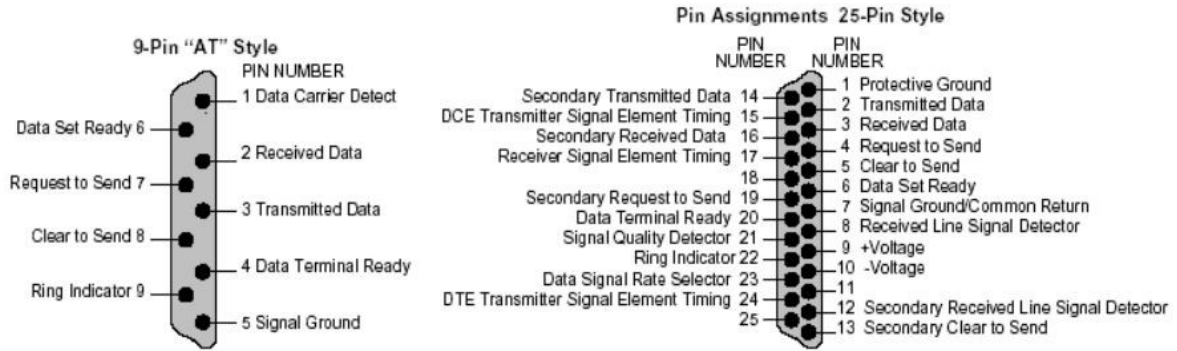 9-Pin “AT” Style
PIN NUMBER
1 Data Carrier Detect
Data Set Ready 6
2 Received Data
Request to Send 7
3 Transmitted Data
Clear to Send 8
4 Data Terminal Ready
Ring Indicator 9
5 Signal Ground
Pin Assignments 25-Pin Style
PIN NUMBER
PIN NUMBER
Secondary Transmitted Data 14
DCE Transmitter Signal Element Timing 15
Secondary Received Data 16
Receiver Signal Element Timing 17
18
Secondary Request to Send 19
Data Terminal Ready 20
Signal Quality Detector 21
Ring Indicator 22
Data Signal Rate Selector 23
DTE Transmitter Signal Element Timing 24
25
1 Protective Ground
2 Transmitted Data
3 Received Data
4 Request to Send
5 Clear to Send
6 Data Set Ready
7 Signal Ground/Common Return
8 Received Line Signal Detector
9 +Voltage
10 -Voltage
11
12 Secondary Received Line Signal Detector
13 Secondary Clear to Send